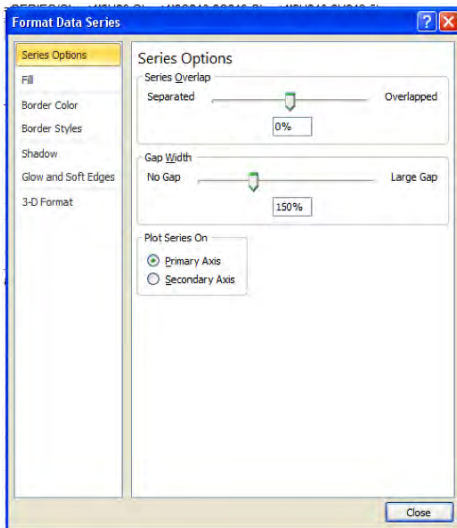 Format Data Series
Series Options
Fill
Border Color
Border Styles
Shadow
Glow and Soft Edges
3-D Format
Series Options
Series Overlap
Separated Overlapped
0%
Gap Width
No Gap Large Gap
150%
Plot Series On
Primary Axis
Secondary Axis
Close